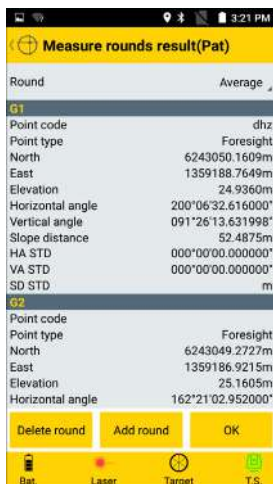 3:21 PM
Measure rounds result(Pat)
Round Average
G1
Point code dhz
Point type Foresight
North 6243050.1609m
East 1359188.7649m
Elevation 24.9360m
Horizontal angle 200°06'32.616000"
Vertical angle 091°26'13.631998"
Slope distance 52.4875m
HA STD 000°00'00.000000"
VA STD 000°00'00.000000"
SD STD m
G2
Point code
Point type Foresight
North 6243049.2727m
East 1359186.9215m
Elevation 25.1605m
Horizontal angle 162°21'02.952000"
Delete round Add round OK
Bat. Laser Target T.S.